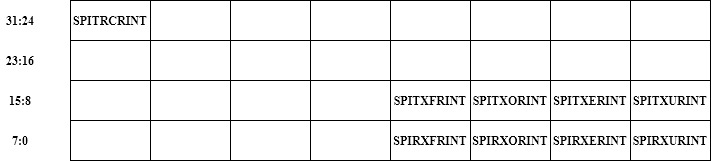 31:24 SPITRCRINT
23:16
15:8 SPITXFRINT SPITXORINT SPITXERINT SPITXURINT
7:0 SPIRXFRINT SPIRXORINT SPIRXERINT SPIRXURINT